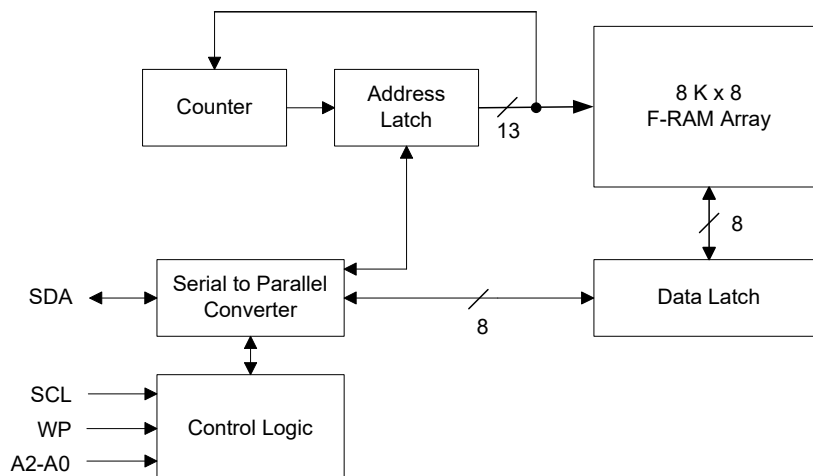 Counter
Address
Latch
13
8 K x 8
F-RAM Array
8
SDA
Serial to Parallel
Converter
8
Data Latch
SCL
WP
A2-A0
Control Logic